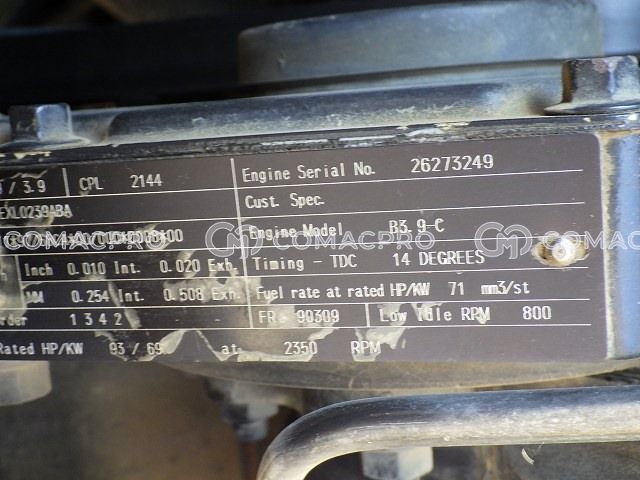 / 3.9 CPL 2144 Engine Serial No. 26273249
EXL0239ABA Cust. Spec.
Engine Model B3.9-C
COMACPRO COMACPRO COMACPRO
Inch 0.010 Int. 0.020 Exh. Timing - TDC 14 DEGREES
MM 0.254 Int. 0.508 Exh. Fuel rate at rated HP/KW 71 mm3/st
rder 1 3 4 2 FR 90309 Low Idle RPM 800
Rated HP/KW 93 / 69 at 2350 RPM